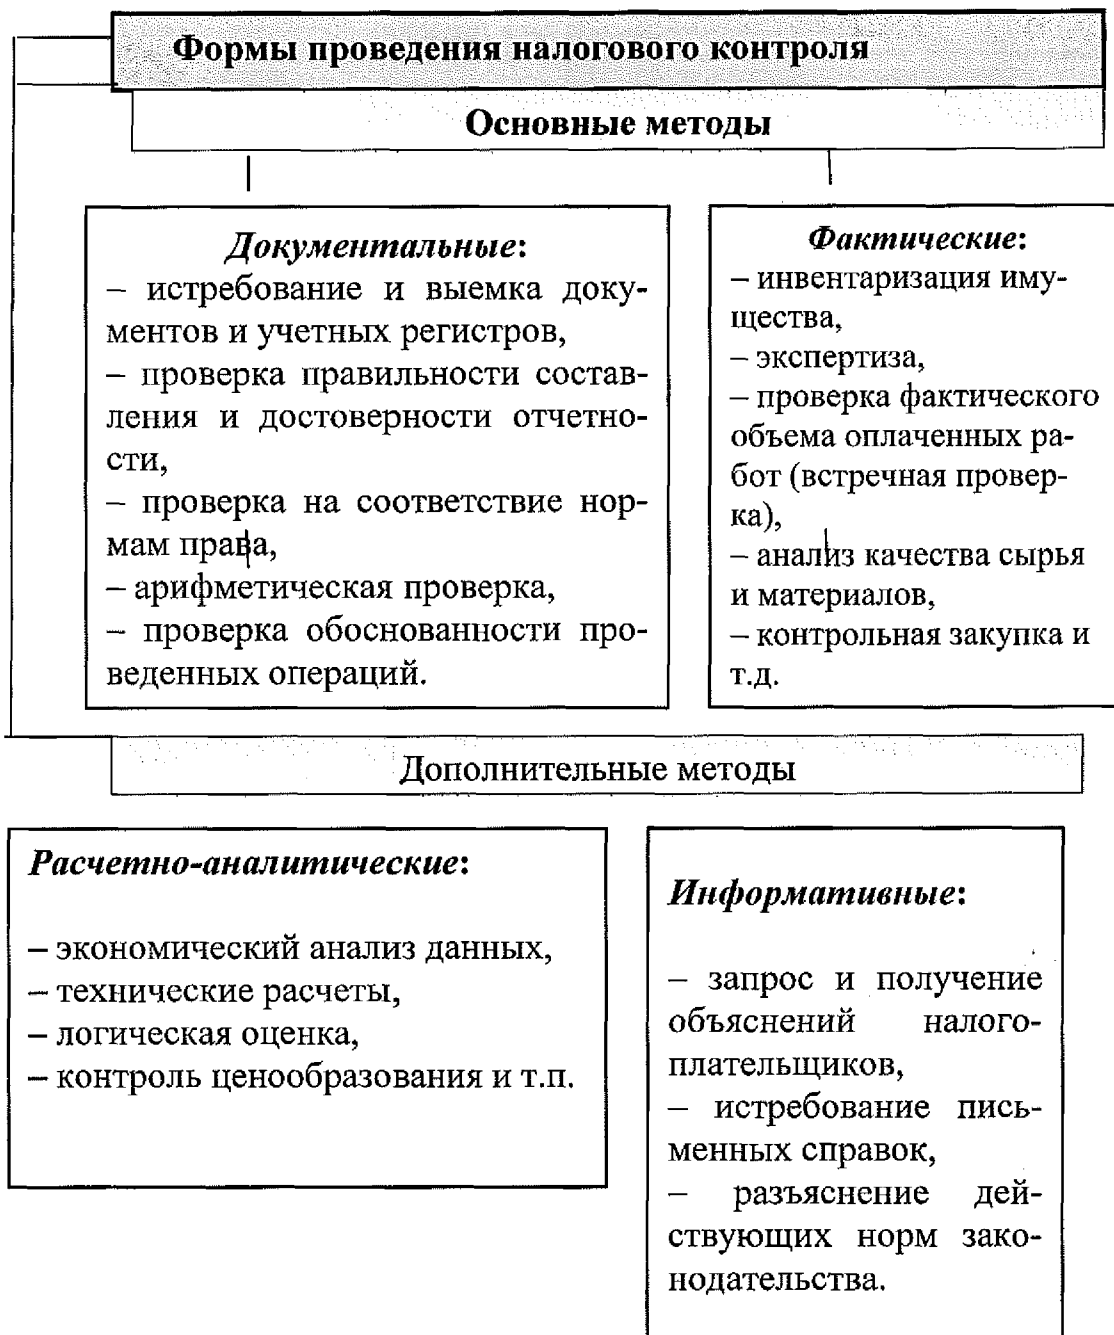 Формы проведения налогового контроля
Основные методы
Документальные:
– истребование и выемка доку-
ментов и учетных регистров,
– проверка правильности состав-
ления и достоверности отчетно-
сти,
– проверка на соответствие нор-
мам права,
– арифметическая проверка,
– проверка обоснованности про-
веденных операций.
Фактические:
– инвентаризация иму-
щества,
– экспертиза,
– проверка фактического
объема оплаченных ра-
бот (встречная провер-
ка),
– анализ качества сырья
и материалов,
– контрольная закупка и
т.д.
Дополнительные методы
Расчетно-аналитические:
– экономический анализ данных,
– технические расчеты,
– логическая оценка,
– контроль ценообразования и т.п.
Информативные:
– запрос и получение
объяснений налого-
плательщиков,
– истребование пись-
менных справок,
– разъяснение дей-
ствующих норм зако-
нодательства.